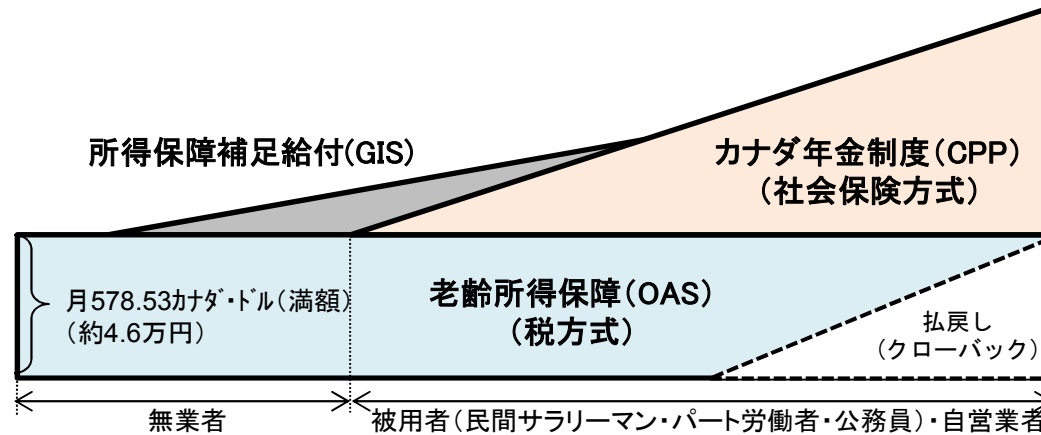 所得保障補足給付(GIS)
カナダ年金制度(CPP)
(社会保険方式)
月578.53カナダ・ドル(満額)
(約4.6万円)
老齢所得保障(OAS)
(税方式)
払戻し
(クローバック)
無業者
被用者(民間サラリーマン・パート労働者・公務員)・自営業者